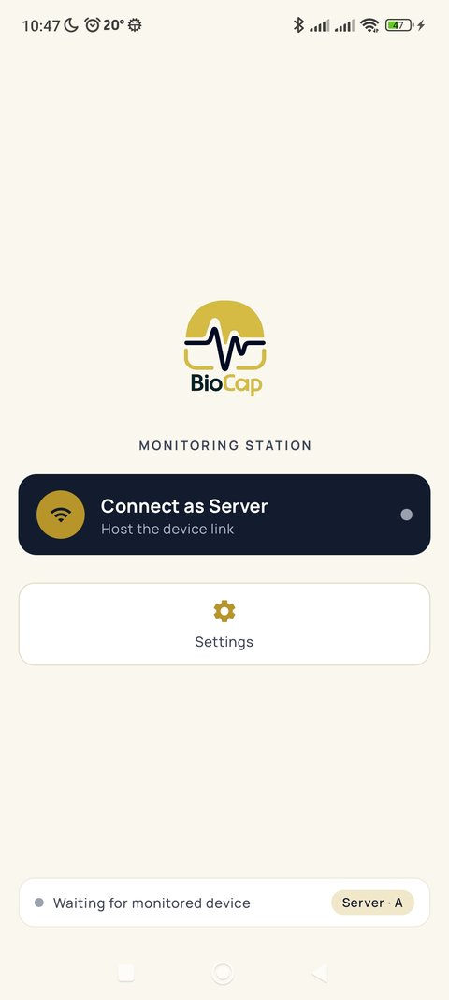 10:47 20°
47
BioCap
MONITORING STATION
Connect as Server
Host the device link
Settings
Waiting for monitored device
Server · A